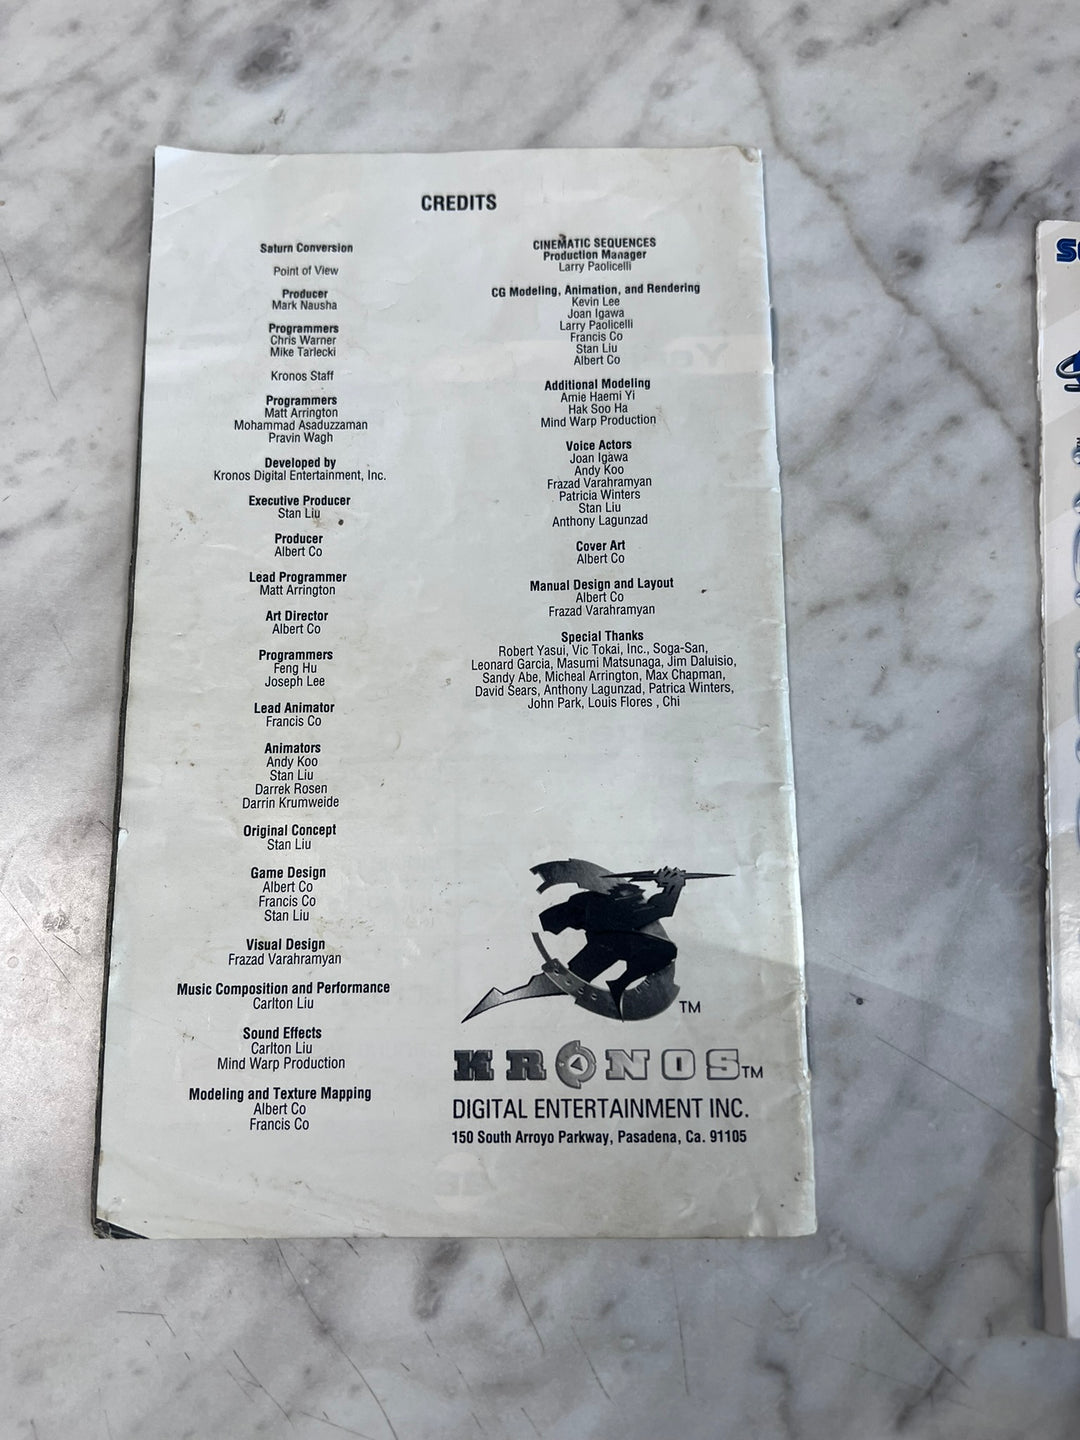 CREDITS
Saturn Conversion
Point of View
Producer
Mark Nausha
Programmers
Chris Warner
Mike Tarlecki
Kronos Staff
Programmers
Matt Arrington
Mohammad Asaduzzaman
Pravin Wagh
Developed by
Kronos Digital Entertainment, Inc.
Executive Producer
Stan Liu
Producer
Albert Co
Lead Programmer
Matt Arrington
Art Director
Albert Co
Programmers
Feng Hu
Joseph Lee
Lead Animator
Francis Co
Animators
Andy Koo
Stan Liu
Darrek Rosen
Darrin Krumweide
Original Concept
Stan Liu
Game Design
Albert Co
Francis Co
Stan Liu
Visual Design
Frazad Varahramyan
Music Composition and Performance
Carlton Liu
Sound Effects
Carlton Liu
Mind Warp Production
Modeling and Texture Mapping
Albert Co
Francis Co
CINEMATIC SEQUENCES
Production Manager
Larry Paolicelli
CG Modeling, Animation, and Rendering
Kevin Lee
Joan Igawa
Larry Paolicelli
Francis Co
Stan Liu
Albert Co
Additional Modeling
Amie Haemi Yi
Hak Soo Ha
Mind Warp Production
Voice Actors
Joan Igawa
Andy Koo
Frazad Varahramyan
Patricia Winters
Stan Liu
Anthony Lagunzad
Cover Art
Albert Co
Manual Design and Layout
Albert Co
Frazad Varahramyan
Special Thanks
Robert Yasui, Vic Tokai, Inc., Soga-San,
Leonard Garcia, Masumi Matsunaga, Jim Daluisio,
Sandy Abe, Micheal Arrington, Max Chapman,
David Sears, Anthony Lagunzad, Patrica Winters,
John Park, Louis Flores , Chi
TM
KRONOS TM
DIGITAL ENTERTAINMENT INC.
150 South Arroyo Parkway, Pasadena, Ca. 91105